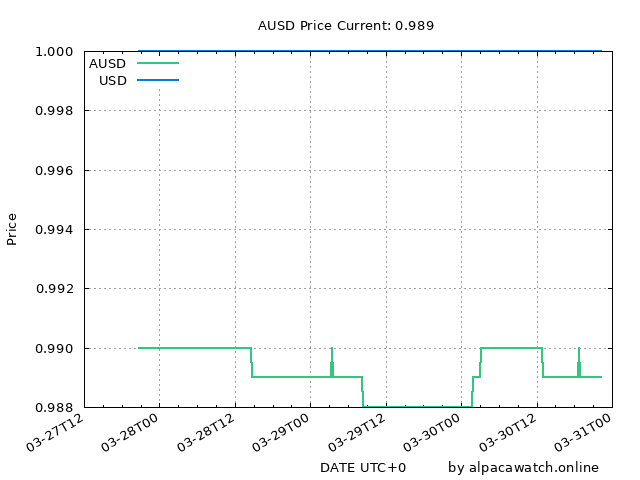 AUSD Price Current: 0.989
1.000
AUSD
USD
0.998
0.996
0.994
Price
0.992
0.990
0.988
03-27T12
03-28T00
03-28T12
03-29T00
03-29T12
03-30T00
03-30T12
03-31T00
DATE UTC+0
by alpacawatch.online